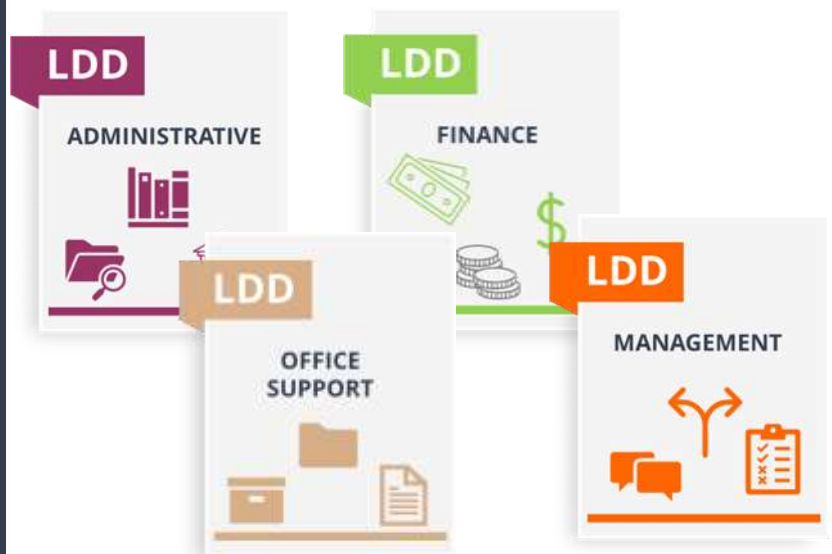 LDD
ADMINISTRATIVE
LDD
FINANCE
LDD
OFFICE
SUPPORT
LDD
MANAGEMENT